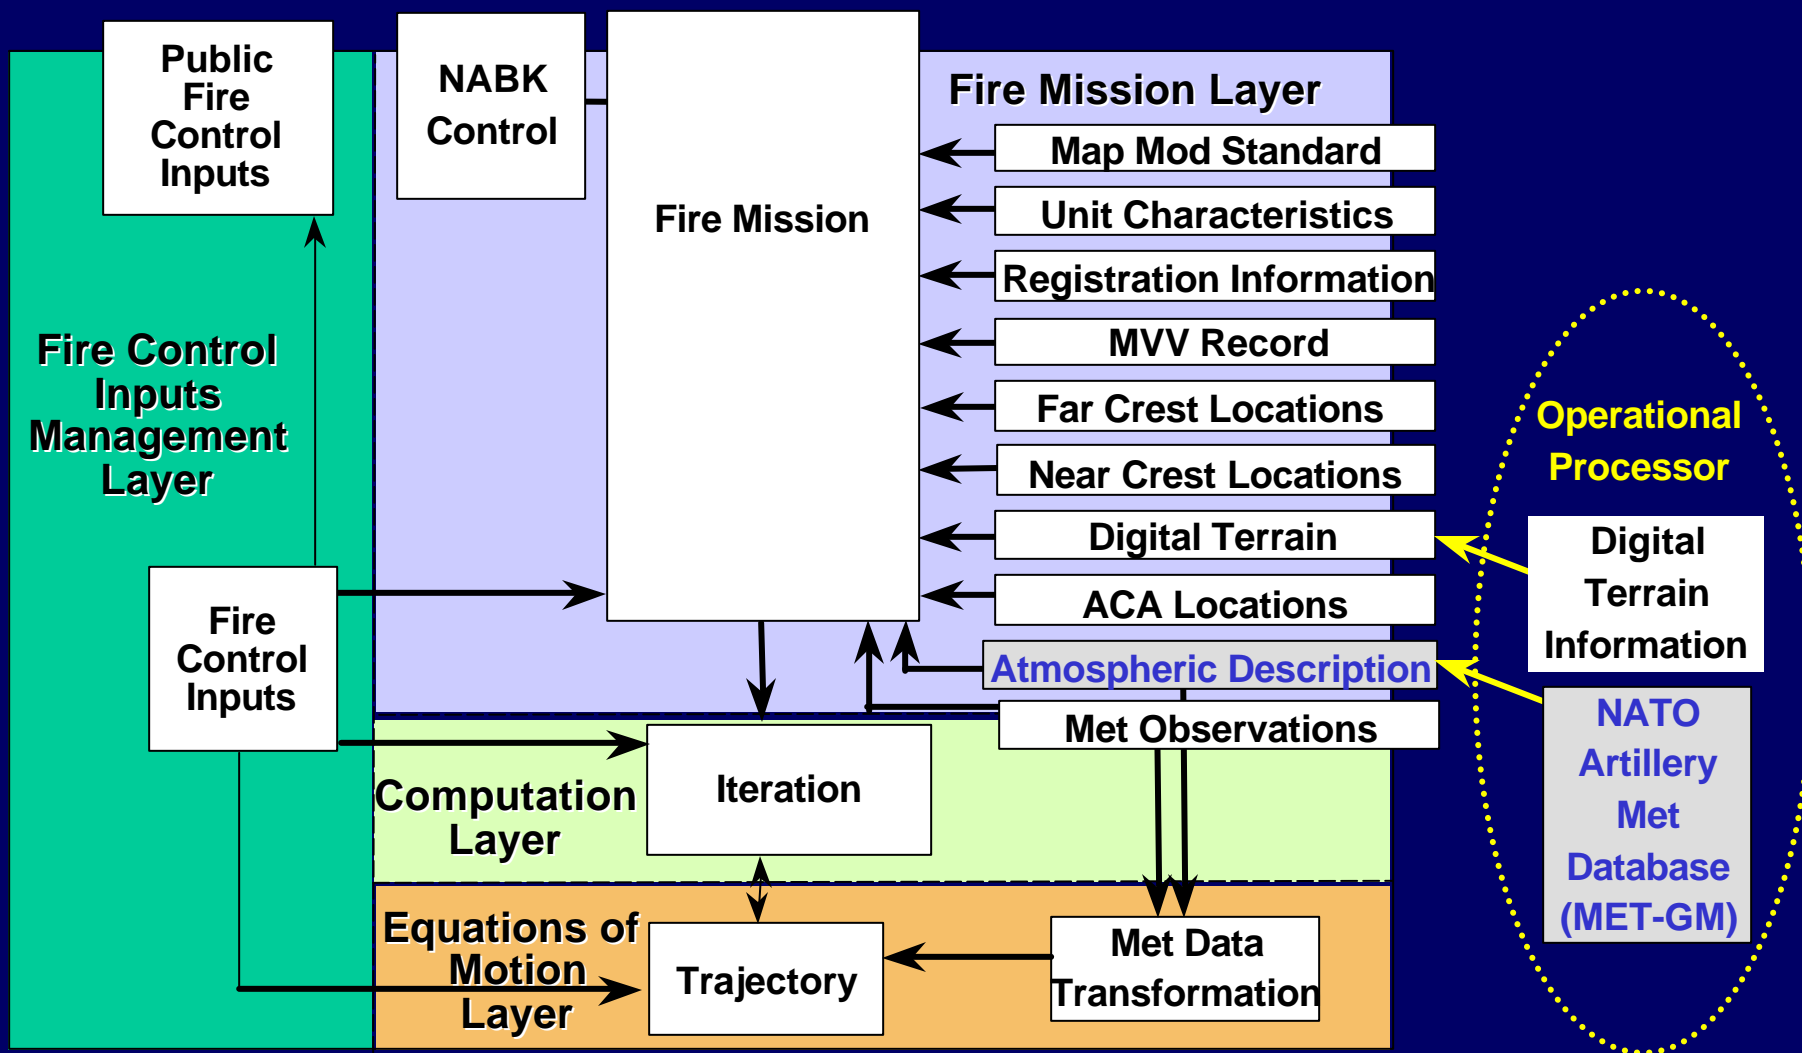 Public
Fire
Control
Inputs
NABK
Control
Fire Mission
Fire Mission Layer
Map Mod Standard
Unit Characteristics
Registration Information
MVV Record
Far Crest Locations
Near Crest Locations
Digital Terrain
ACA Locations
Atmospheric Description
Met Observations
Fire Control
Inputs
Management
Layer
Fire
Control
Inputs
Computation
Layer
Iteration
Equations of
Motion
Layer
Trajectory
Met Data
Transformation
Operational
Processor
Digital
Terrain
Information
NATO
Artillery
Met
Database
(MET-GM)